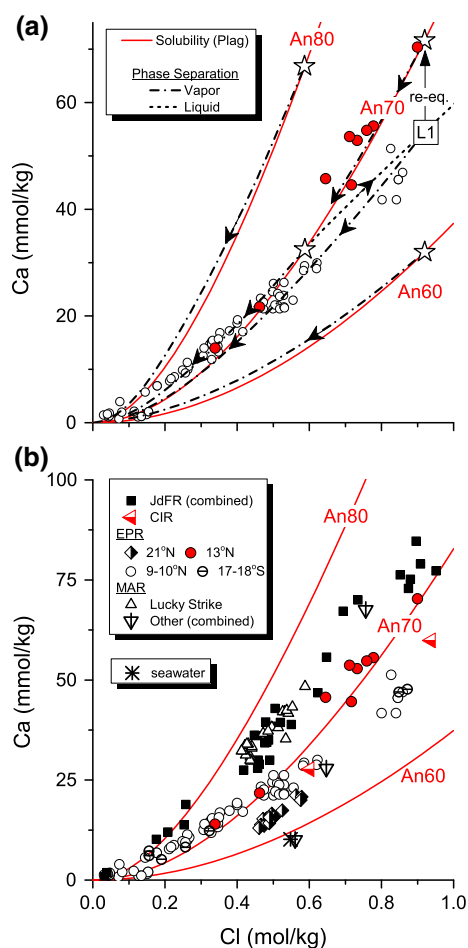 (a)
Solubility (Plag)
Phase Separation
Vapor
Liquid
An80
An70
An60
re-eq.
L1
Ca (mmol/kg)
60
40
20
0
(b)
JdFR (combined)
CIR
EPR
21°N 13°N
9-10°N 17-18°S
MAR
Lucky Strike
Other (combined)
seawater
An80
An70
An60
Ca (mmol/kg)
100
75
50
25
0
0.0 0.2 0.4 0.6 0.8 1.0
Cl (mol/kg)